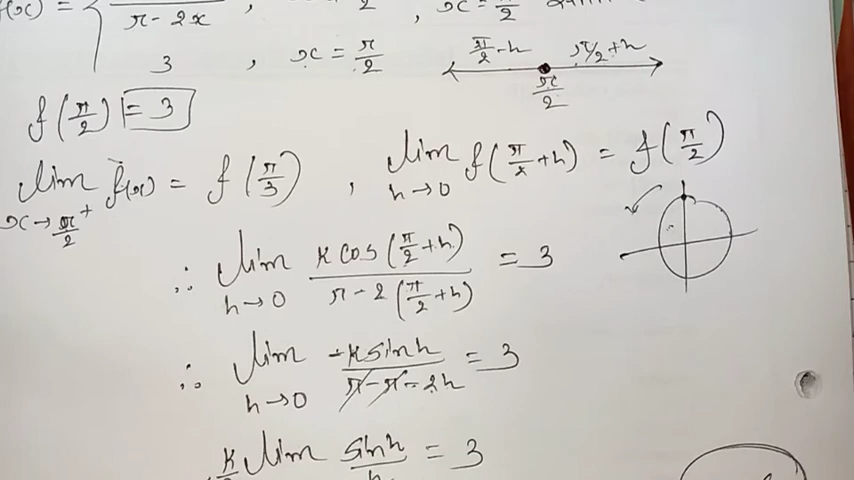 f(x) = { π - 2x , x = π/2
3 , x = π/2
π/2 - h π/2 + h
π/2
f(π/2) = 3
lim x→π/2+ f(x) = f(π/3) , lim h→0 f(π/2 + h) = f(π/2)
∴ lim h→0 k cos(π/2 + h) / π - 2(π/2 + h) = 3
∴ lim h→0 -k sin h / π - π - 2h = 3
k/2 lim sin h / h = 3